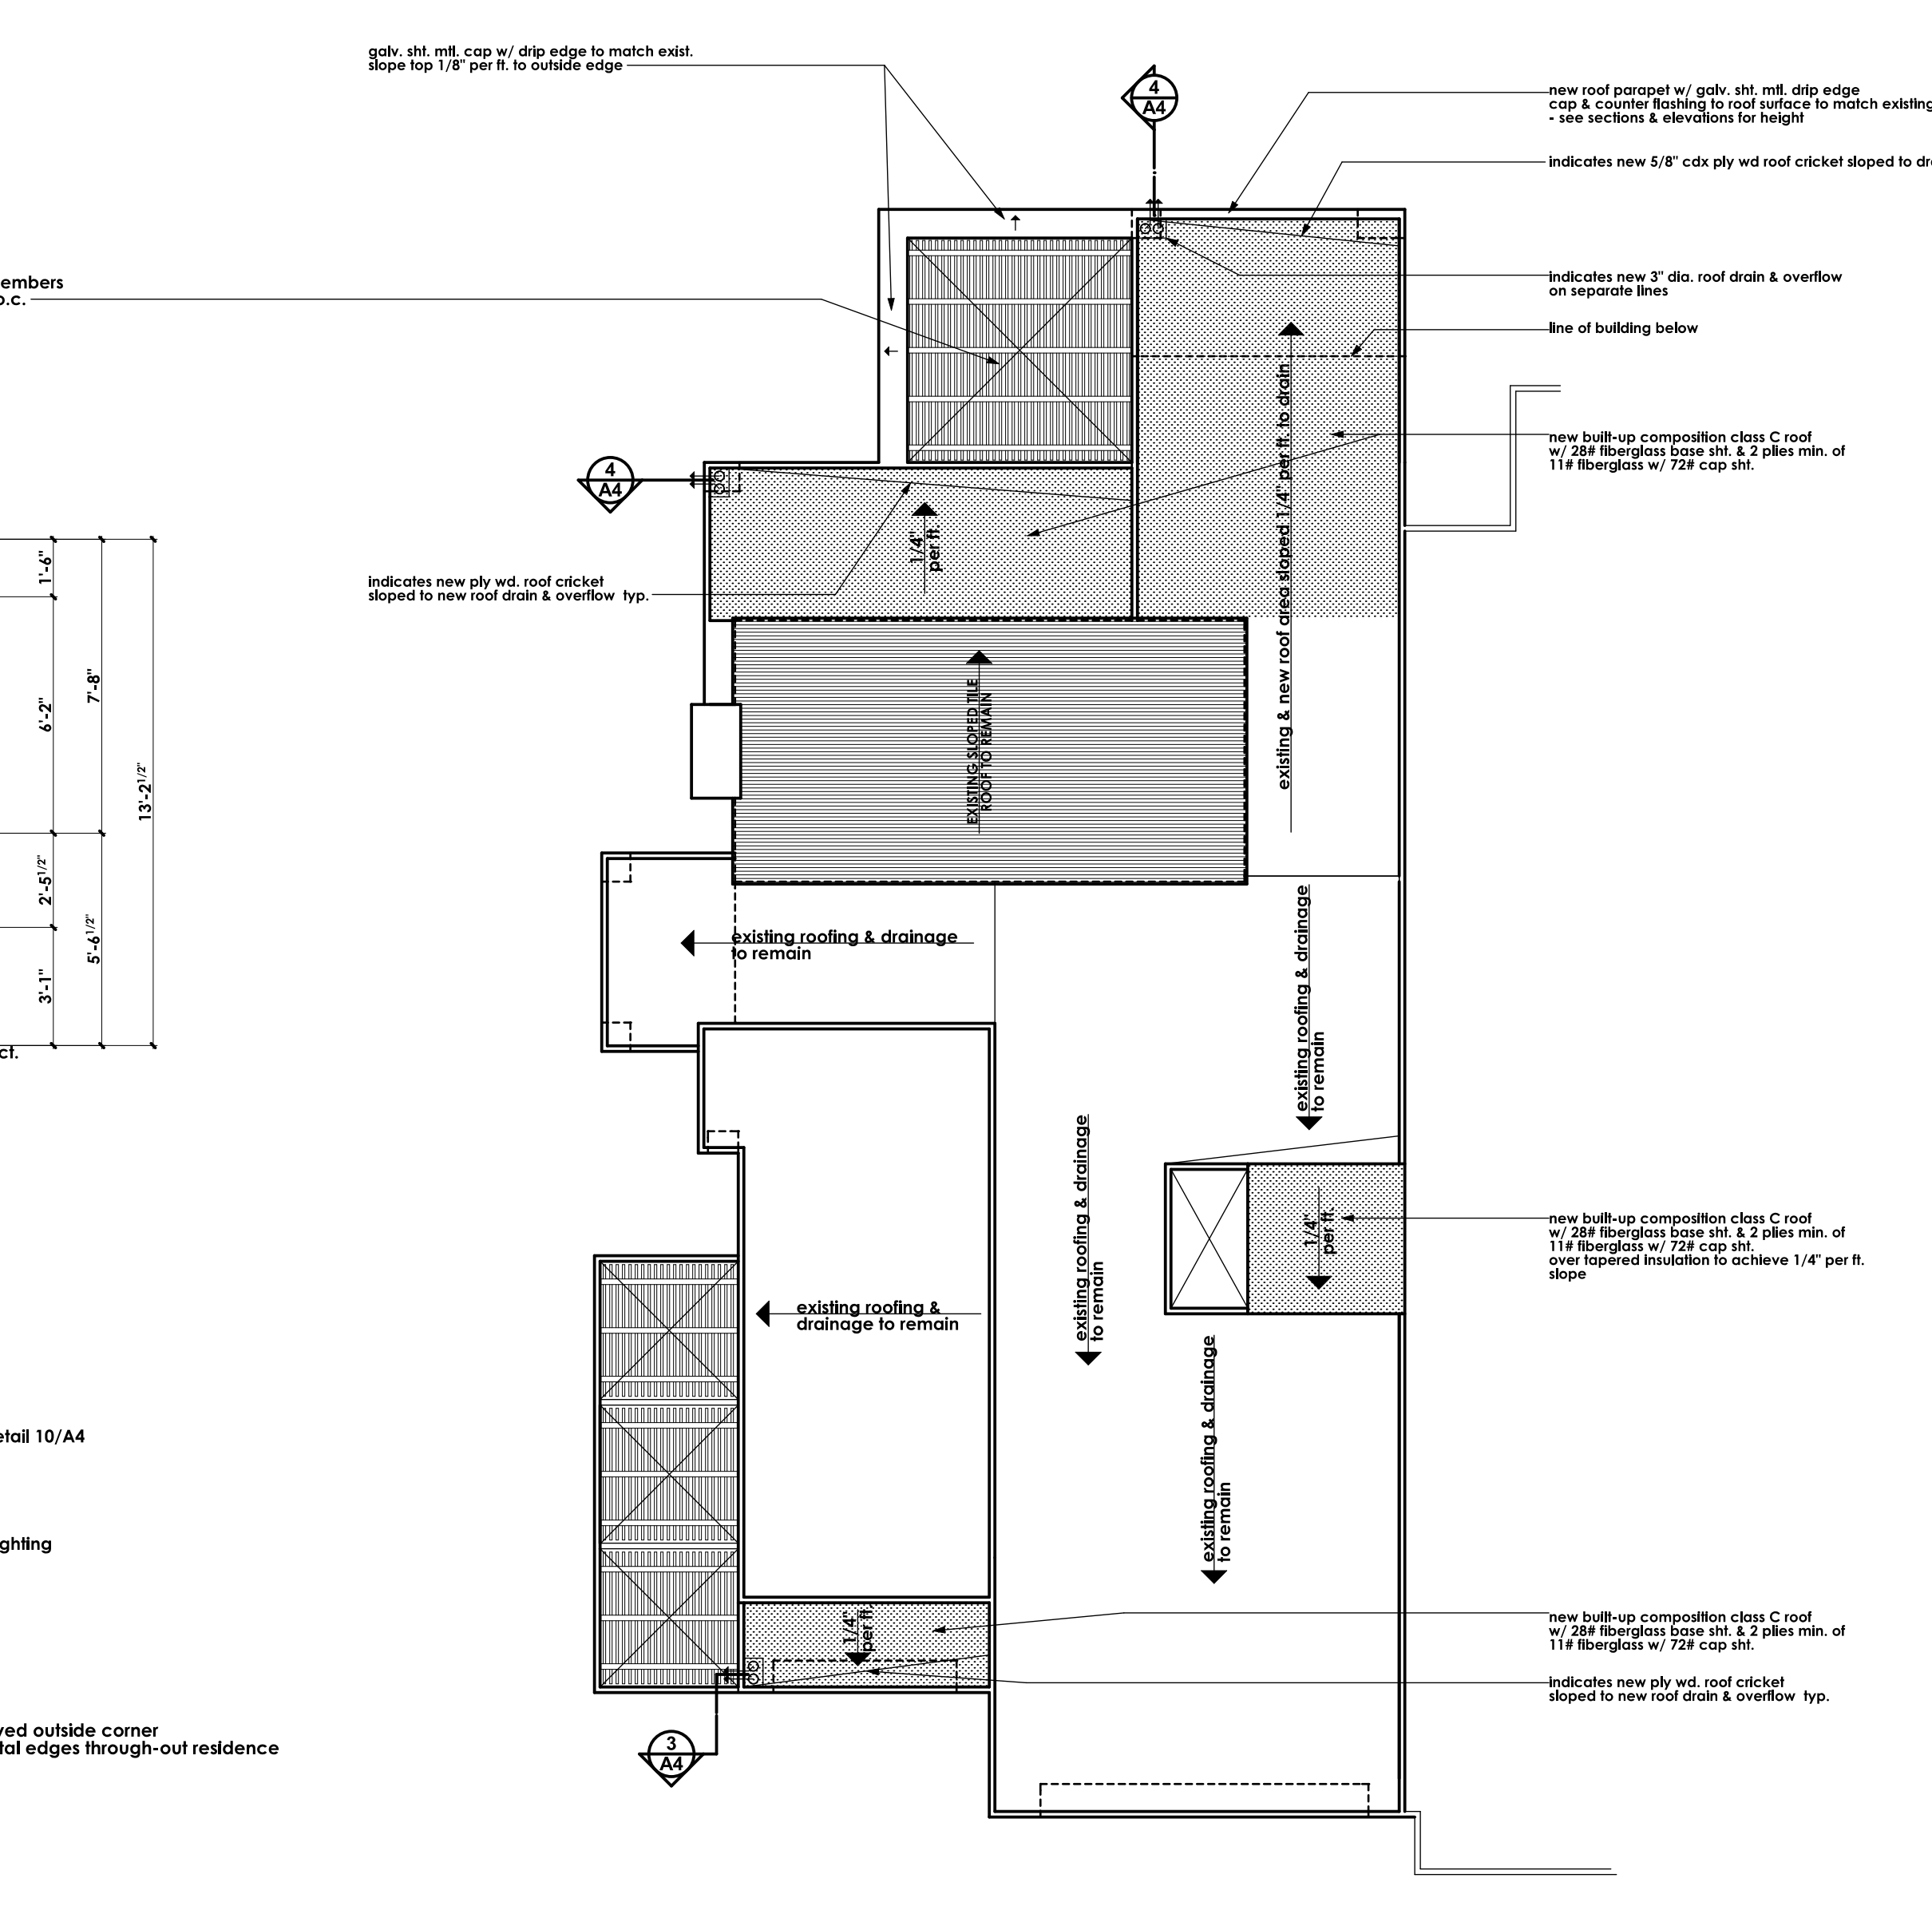 galv. sht. mtl. cap w/ drip edge to match exist.
slope top 1/8" per ft. to outside edge
4
A4
new roof parapet w/ galv. sht. mtl. drip edge
cap & counter flashing to roof surface to match existing
- see sections & elevations for height
indicates new 5/8" cdx ply wd roof cricket sloped to
embers
o.c.
indicates new 3" dia. roof drain & overflow
on separate lines
line of building below
existing & new roof area sloped 1/4" per ft. to drain
new built-up composition class C roof
w/ 28# fiberglass base sht. & 2 plies min. of
11# fiberglass w/ 72# cap sht.
4
A4
1/4"
per ft.
indicates new ply wd. roof cricket
sloped to new roof drain & overflow typ.
1'-6"
6'-2"
7'-8"
13'-2 1/2"
2'-5 1/2"
5'-6 1/2"
3'-1"
ct.
EXISTING SLOPED TILE
ROOF TO REMAIN
existing roofing & drainage
to remain
existing roofing & drainage
to remain
existing roofing & drainage
to remain
1/4"
per ft.
new built-up composition class C roof
w/ 28# fiberglass base sht. & 2 plies min. of
11# fiberglass w/ 72# cap sht.
over tapered insulation to achieve 1/4" per ft.
slope
existing roofing &
drainage to remain
existing roofing & drainage
to remain
etail 10/A4
ghting
1/4"
per ft.
new built-up composition class C roof
w/ 28# fiberglass base sht. & 2 plies min. of
11# fiberglass w/ 72# cap sht.
indicates new ply wd. roof cricket
sloped to new roof drain & overflow typ.
ved outside corner
tal edges through-out residence
3
A4